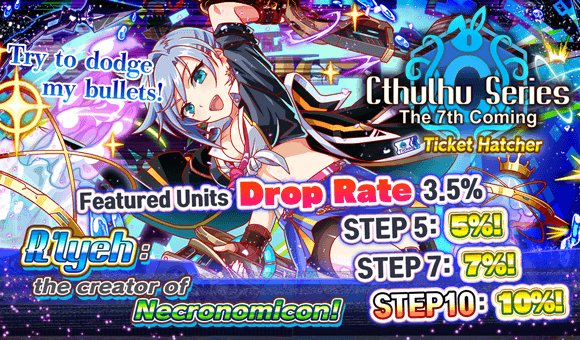 Try to dodge
my bullets!
Cthulhu Series
The 7th Coming
Ticket Hatcher
Featured Units Drop Rate 3.5%
STEP 5: 5%!
STEP 7: 7%!
STEP10: 10%!
R'lyeh:
the creator of
Necronomicon!